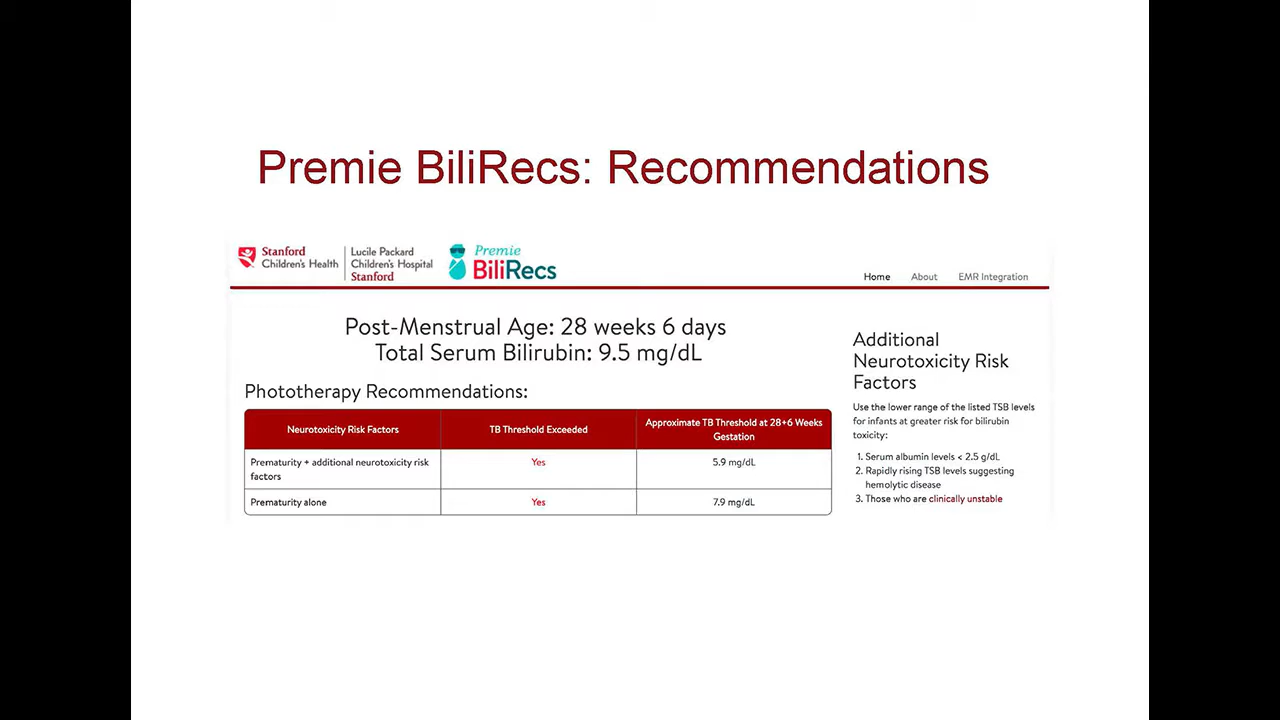 Premie BiliRecs: Recommendations
Stanford
Children's Health
Lucile Packard
Children's Hospital
Stanford
Premie
BiliRecs
Home About EMR Integration
Post-Menstrual Age: 28 weeks 6 days
Total Serum Bilirubin: 9.5 mg/dL
Phototherapy Recommendations:
Neurotoxicity Risk Factors TB Threshold Exceeded Approximate TB Threshold at 28+6 Weeks
Gestation
Prematurity + additional neurotoxicity risk Yes 5.9 mg/dL
factors
Prematurity alone Yes 7.9 mg/dL
Additional
Neurotoxicity Risk
Factors
Use the lower range of the listed TSB levels
for infants at greater risk for bilirubin
toxicity:
1. Serum albumin levels < 2.5 g/dL
2. Rapidly rising TSB levels suggesting
hemolytic disease
3. Those who are clinically unstable